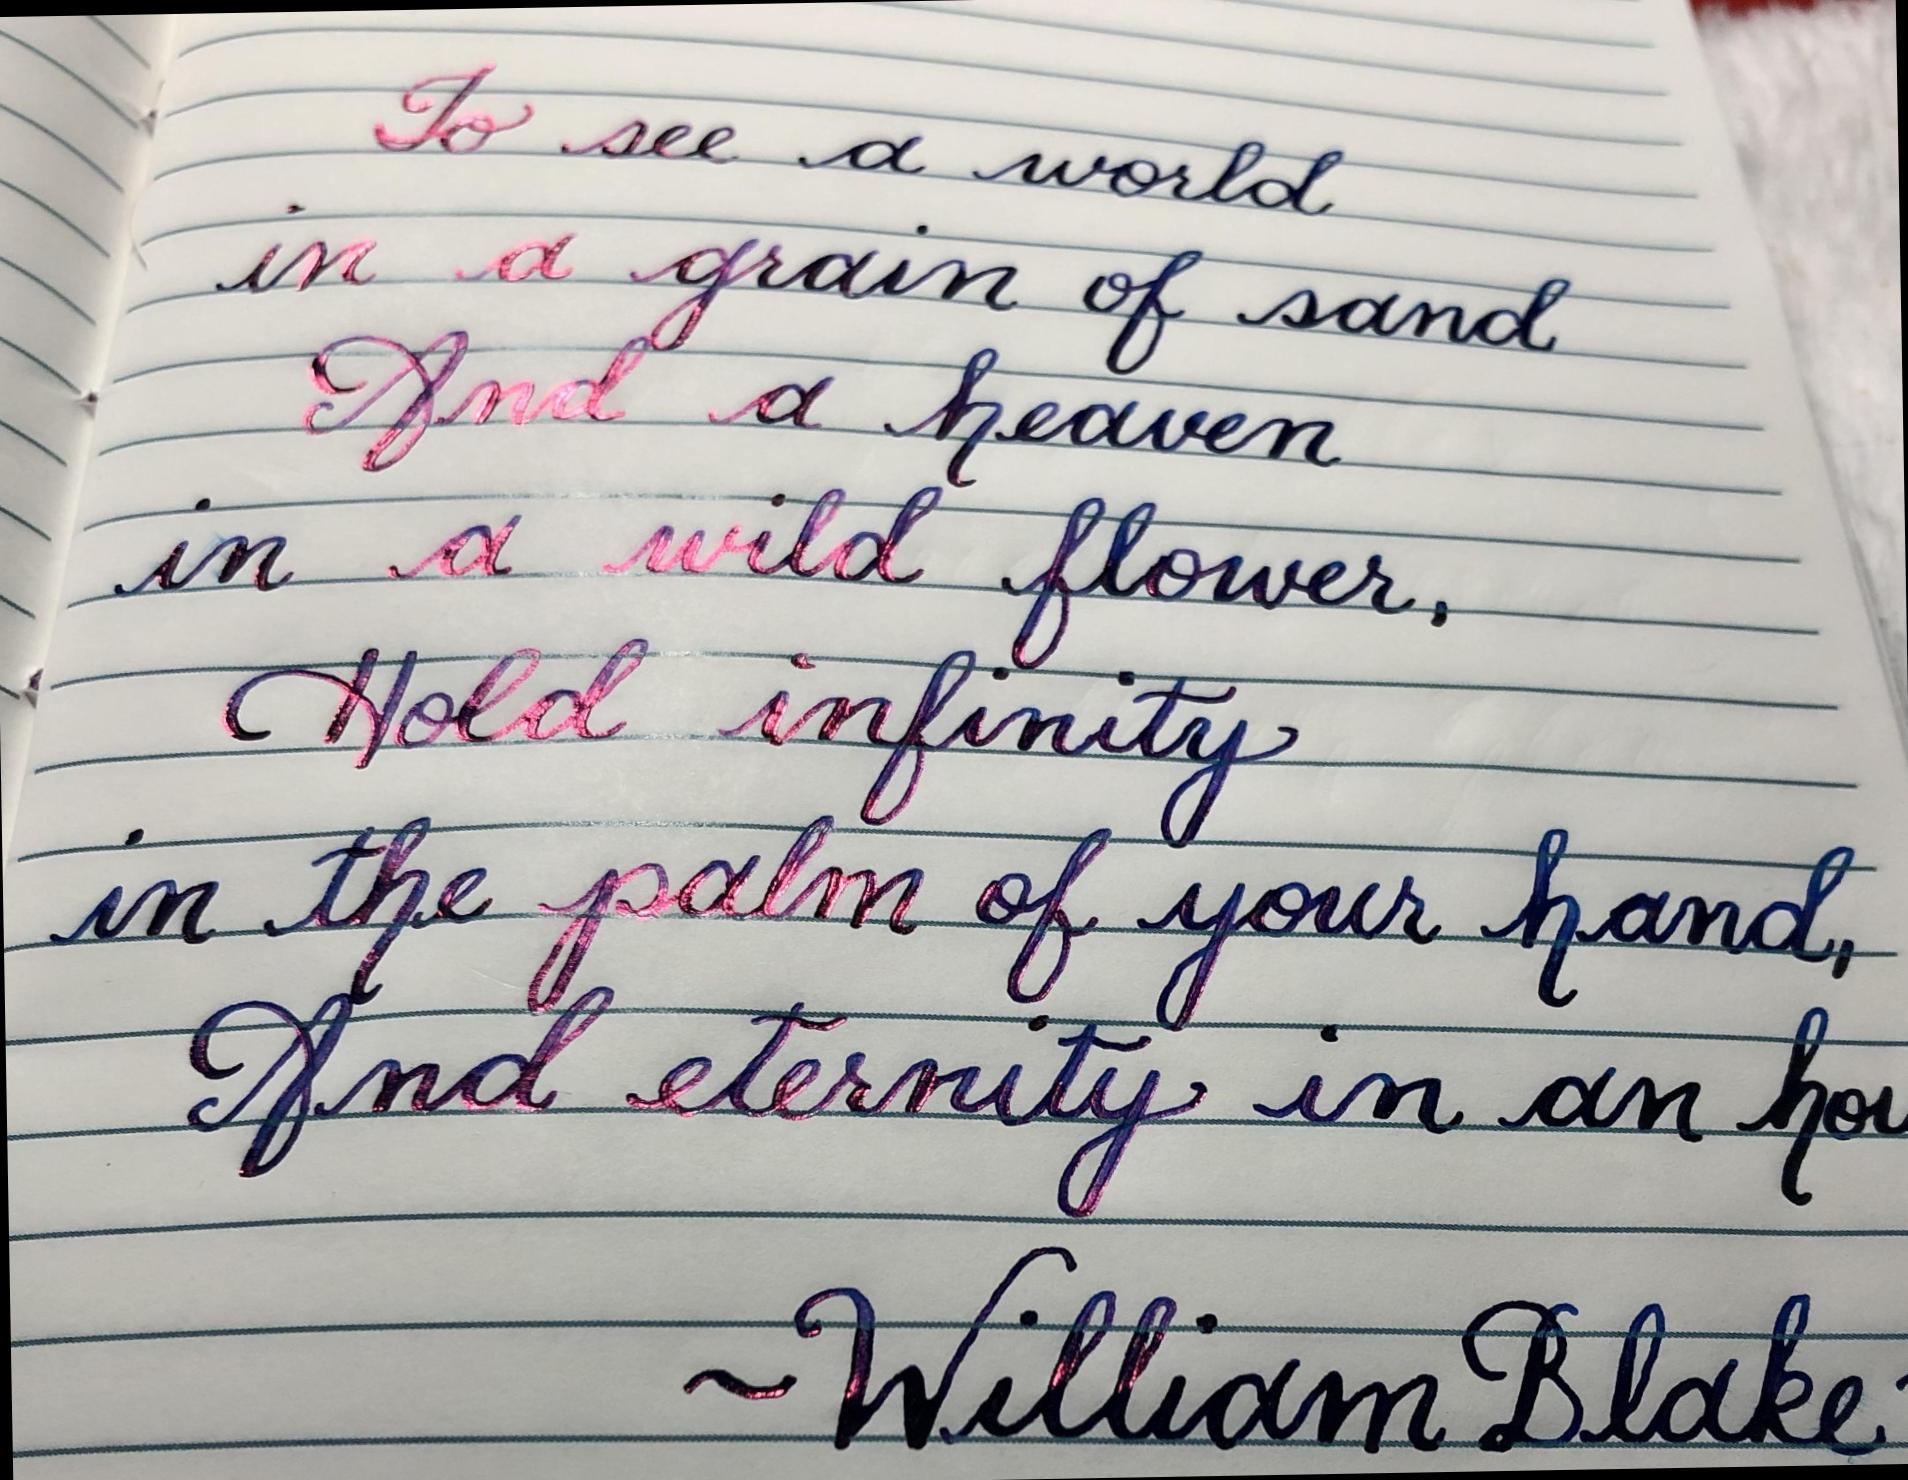 To see a world
in a grain of sand
And a heaven
in a wild flower,
Hold infinity
in the palm of your hand,
And eternity in an hou
~William Blake~